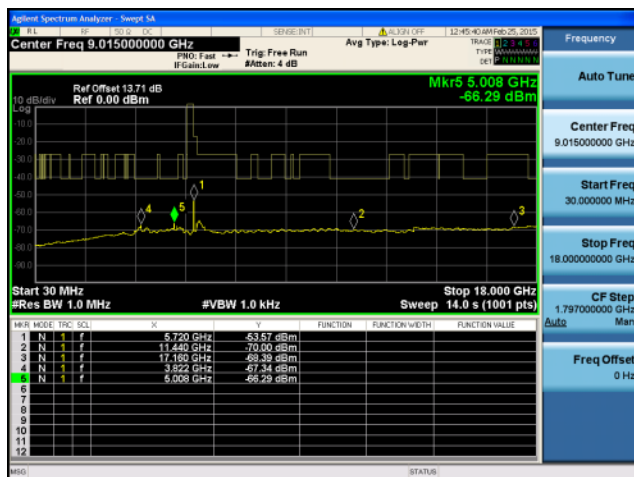 Agilent Spectrum Analyzer - Swept SA
RL RF 50 Ω DC SENSE:INT ALIGN OFF 12:45:40 AM Feb 25, 2015
Center Freq 9.015000000 GHz
PNO: Fast
IFGain:Low
Trig: Free Run
#Atten: 4 dB
Avg Type: Log-Pwr
TRACE 1 2 3 4 5 6
TYPE
DET P N N N N N
Ref Offset 13.71 dB
Ref 0.00 dBm
Mkr5 5.008 GHz
-66.29 dBm
10 dB/div
Log
-10.0
-20.0
-30.0
-40.0
-50.0
-60.0
-70.0
-80.0
-90.0
1
2
3
4
5
Start 30 MHz
Stop 18.000 GHz
#Res BW 1.0 MHz
#VBW 1.0 kHz
Sweep 14.0 s (1001 pts)
MKR MODE TRC SCL X Y FUNCTION FUNCTION WIDTH FUNCTION VALUE
1 N 1 f 5.720 GHz -53.57 dBm
2 N 1 f 11.440 GHz -70.00 dBm
3 N 1 f 17.160 GHz -68.39 dBm
4 N 1 f 3.822 GHz -67.34 dBm
5 N 1 f 5.008 GHz -66.29 dBm
6
7
8
9
10
11
12
MSG
STATUS
Frequency
Auto Tune
Center Freq
9.015000000 GHz
Start Freq
30.000000 MHz
Stop Freq
18.000000000 GHz
CF Step
1.797000000 GHz
Auto Man
Freq Offset
0 Hz